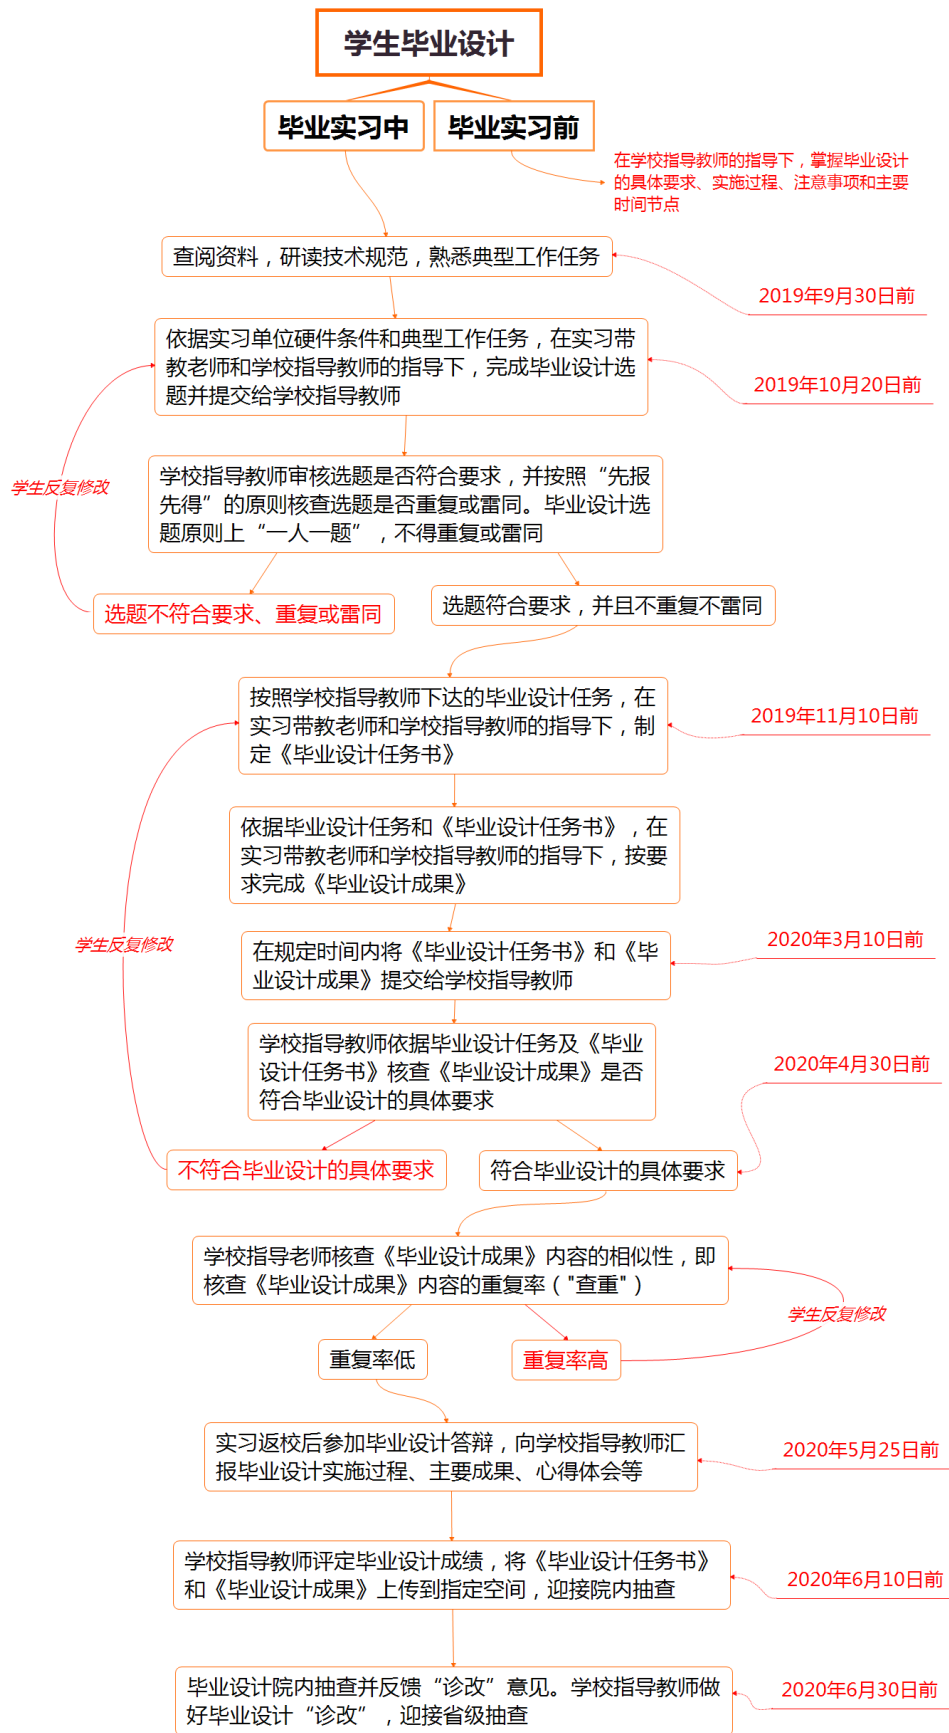 学生毕业设计
毕业实习中
毕业实习前
在学校指导教师的指导下，掌握毕业设计
的具体要求、实施过程、注意事项和主要
时间节点
查阅资料，研读技术规范，熟悉典型工作任务
2019年9月30日前
依据实习单位硬件条件和典型工作任务，在实习带
教老师和学校指导教师的指导下，完成毕业设计选
题并提交给学校指导教师
2019年10月20日前
学生反复修改
学校指导教师审核选题是否符合要求，并按照“先报
先得”的原则核查选题是否重复或雷同。毕业设计选
题原则上“一人一题”，不得重复或雷同
选题不符合要求、重复或雷同
选题符合要求，并且不重复不雷同
按照学校指导教师下达的毕业设计任务，在
实习带教老师和学校指导教师的指导下，制
定《毕业设计任务书》
2019年11月10日前
依据毕业设计任务和《毕业设计任务书》，在
实习带教老师和学校指导教师的指导下，按要
求完成《毕业设计成果》
学生反复修改
在规定时间内将《毕业设计任务书》和《毕
业设计成果》提交给学校指导教师
2020年3月10日前
学校指导教师依据毕业设计任务及《毕业
设计任务书》核查《毕业设计成果》是否
符合毕业设计的具体要求
2020年4月30日前
不符合毕业设计的具体要求
符合毕业设计的具体要求
学校指导老师核查《毕业设计成果》内容的相似性，即
核查《毕业设计成果》内容的重复率（"查重"）
学生反复修改
重复率低
重复率高
实习返校后参加毕业设计答辩，向学校指导教师汇
报毕业设计实施过程、主要成果、心得体会等
2020年5月25日前
学校指导教师评定毕业设计成绩，将《毕业设计任务书》
和《毕业设计成果》上传到指定空间，迎接院内抽查
2020年6月10日前
毕业设计院内抽查并反馈“诊改”意见。学校指导教师做
好毕业设计“诊改”，迎接省级抽查
2020年6月30日前